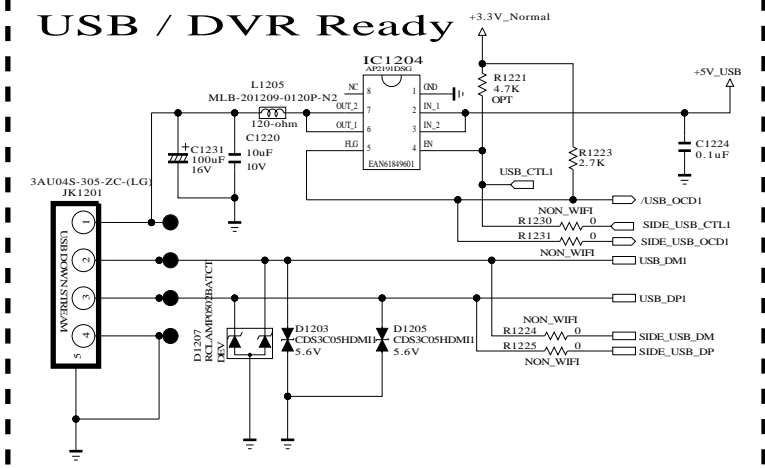 USB / DVR Ready
+3.3V_Normal
IC1204
AP2191DSG
+5V_USB
L1205
MLB-201209-0120P-N2
120-ohm
NC 8 1 GND
OUT_2 7 2 IN_1
OUT_1 6 3 IN_2
FLG 5 4 EN
EAN61849601
R1221
4.7K
OPT
C1231
100uF
16V
C1220
10uF
10V
R1223
2.7K
C1224
0.1uF
USB_CTL1
3AU04S-305-ZC-(LG)
JK1201
USB DOWN STREAM
1
2
3
4
5
/USB_OCD1
NON_WIFI
R1230 0 SIDE_USB_CTL1
R1231 0 SIDE_USB_OCD1
NON_WIFI
USB_DM1
USB_DP1
D1207
RCLAMP0502BATCT
DEV
D1203
CDS3C05HDMI1
5.6V
D1205
CDS3C05HDMI1
5.6V
NON_WIFI
R1224 0 SIDE_USB_DM
R1225 0 SIDE_USB_DP
NON_WIFI